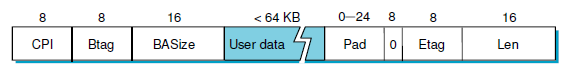 8 8 16 < 64 KB 0–24 8 8 16
CPI Btag BASize User data Pad 0 Etag Len